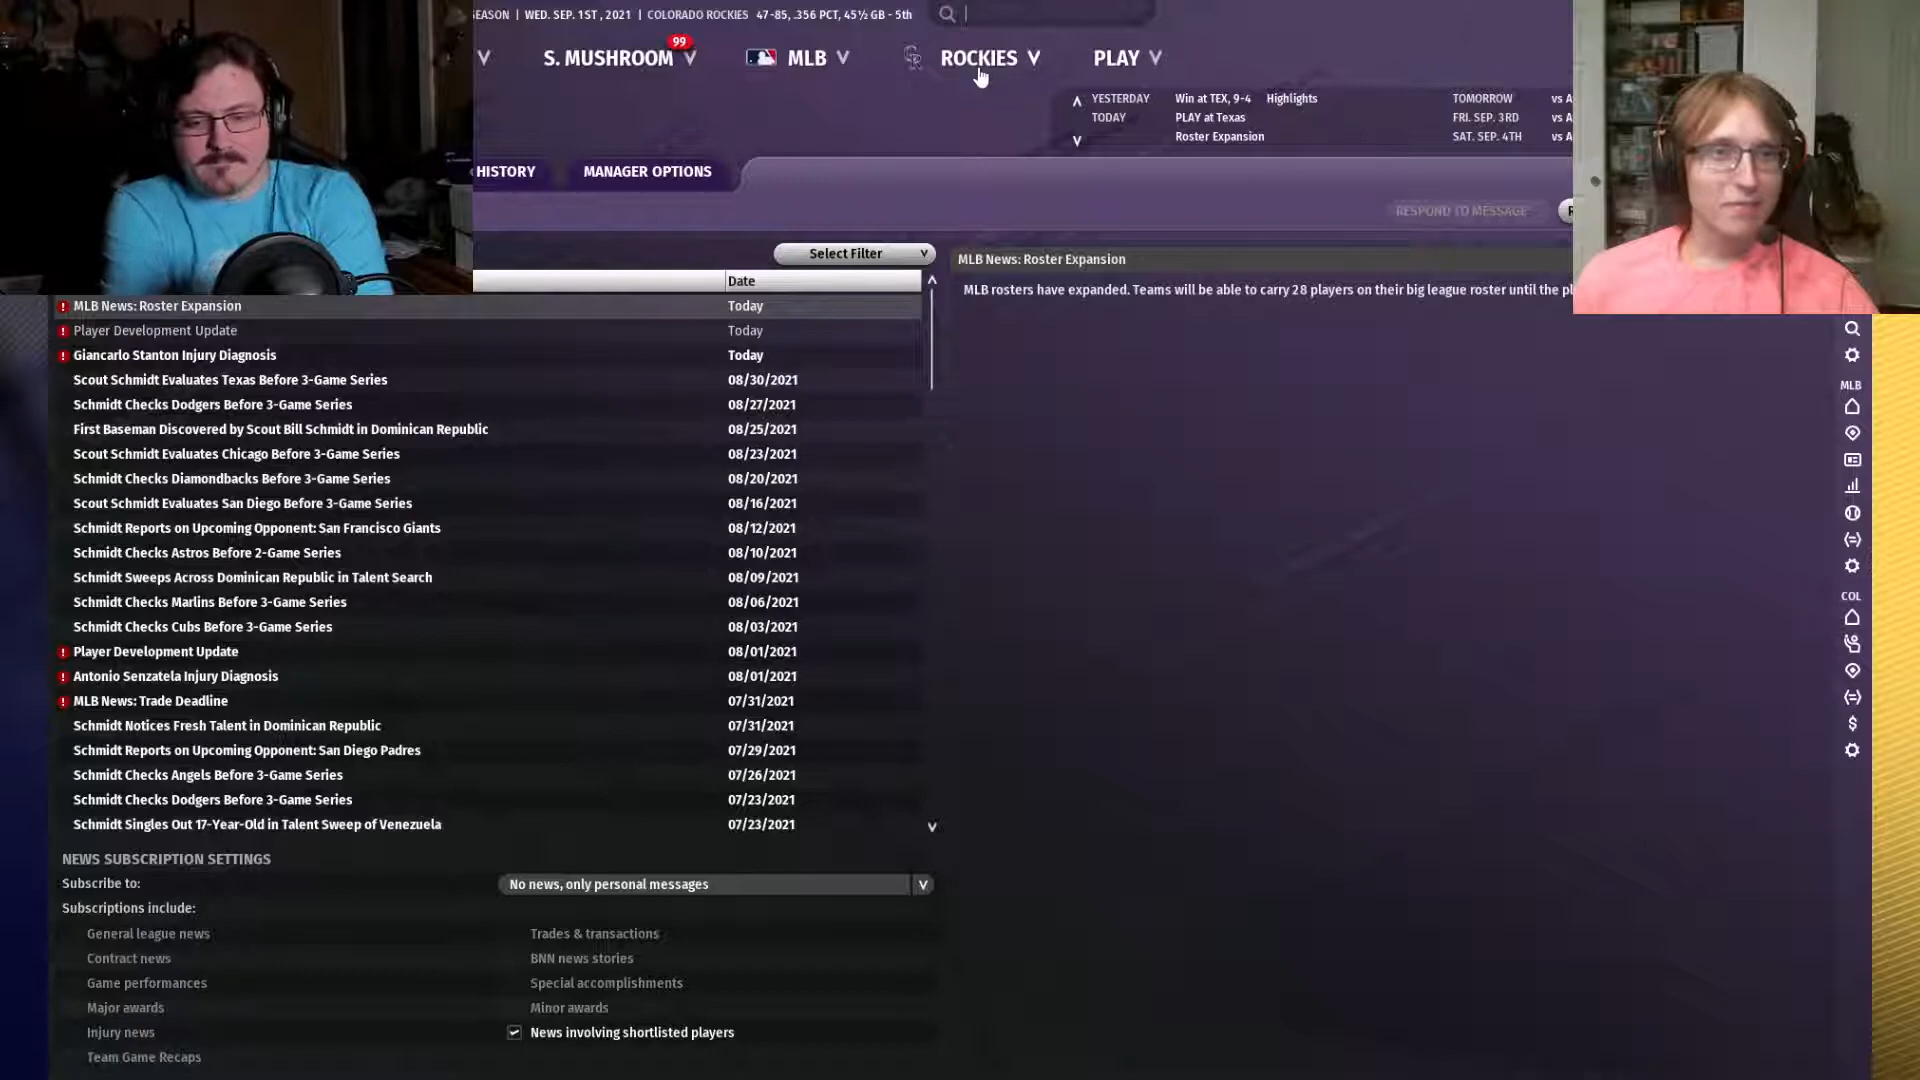 SEASON | WED. SEP. 1ST, 2021 | COLORADO ROCKIES 47-85, .356 PCT, 45½ GB - 5th
99
S. MUSHROOM
MLB
ROCKIES
PLAY
YESTERDAY Win at TEX, 9-4 Highlights TOMORROW vs A
TODAY PLAY at Texas FRI. SEP. 3RD vs A
Roster Expansion SAT. SEP. 4TH vs A
HISTORY
MANAGER OPTIONS
RESPOND TO MESSAGE
Select Filter
MLB News: Roster Expansion
Date
MLB rosters have expanded. Teams will be able to carry 28 players on their big league roster until the pl
MLB News: Roster Expansion Today
Player Development Update Today
Giancarlo Stanton Injury Diagnosis Today
Scout Schmidt Evaluates Texas Before 3-Game Series 08/30/2021
Schmidt Checks Dodgers Before 3-Game Series 08/27/2021
First Baseman Discovered by Scout Bill Schmidt in Dominican Republic 08/25/2021
Scout Schmidt Evaluates Chicago Before 3-Game Series 08/23/2021
Schmidt Checks Diamondbacks Before 3-Game Series 08/20/2021
Scout Schmidt Evaluates San Diego Before 3-Game Series 08/16/2021
Schmidt Reports on Upcoming Opponent: San Francisco Giants 08/12/2021
Schmidt Checks Astros Before 2-Game Series 08/10/2021
Schmidt Sweeps Across Dominican Republic in Talent Search 08/09/2021
Schmidt Checks Marlins Before 3-Game Series 08/06/2021
Schmidt Checks Cubs Before 3-Game Series 08/03/2021
Player Development Update 08/01/2021
Antonio Senzatela Injury Diagnosis 08/01/2021
MLB News: Trade Deadline 07/31/2021
Schmidt Notices Fresh Talent in Dominican Republic 07/31/2021
Schmidt Reports on Upcoming Opponent: San Diego Padres 07/29/2021
Schmidt Checks Angels Before 3-Game Series 07/26/2021
Schmidt Checks Dodgers Before 3-Game Series 07/23/2021
Schmidt Singles Out 17-Year-Old in Talent Sweep of Venezuela 07/23/2021
NEWS SUBSCRIPTION SETTINGS
Subscribe to: No news, only personal messages
Subscriptions include:
General league news Trades & transactions
Contract news BNN news stories
Game performances Special accomplishments
Major awards Minor awards
Injury news News involving shortlisted players
Team Game Recaps
MLB
COL